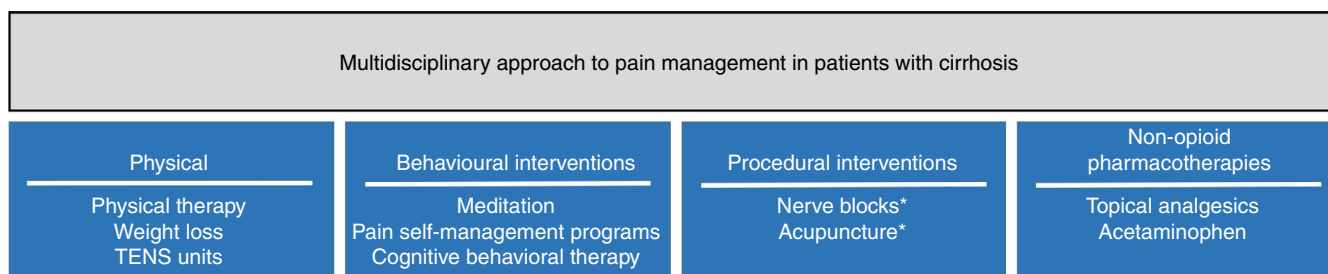 Multidisciplinary approach to pain management in patients with cirrhosis
Physical
Physical therapy
Weight loss
TENS units
Behavioural interventions
Meditation
Pain self-management programs
Cognitive behavioral therapy
Procedural interventions
Nerve blocks*
Acupuncture*
Non-opioid
pharmacotherapies
Topical analgesics
Acetaminophen